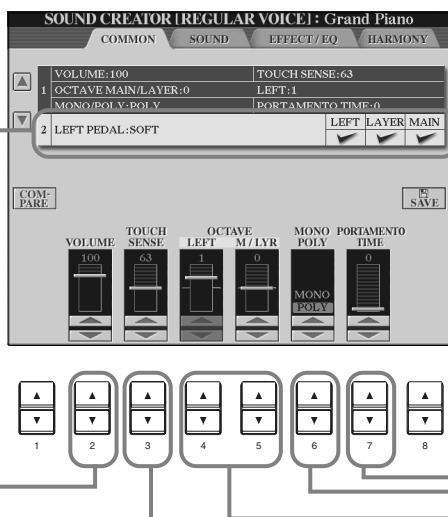 SOUND CREATOR [REGULAR VOICE] : Grand Piano
COMMON SOUND EFFECT / EQ HARMONY
1 VOLUME:100 TOUCH SENSE:63
OCTAVE MAIN/LAYER:0 LEFT:1
MONO/POLY:POLY PORTAMENTO TIME:0
2 LEFT PEDAL:SOFT LEFT LAYER MAIN
COM-
PARE
SAVE
VOLUME TOUCH SENSE OCTAVE LEFT M / LYR MONO POLY PORTAMENTO TIME
100 63 1 0 0
MONO
POLY
1 2 3 4 5 6 7 8